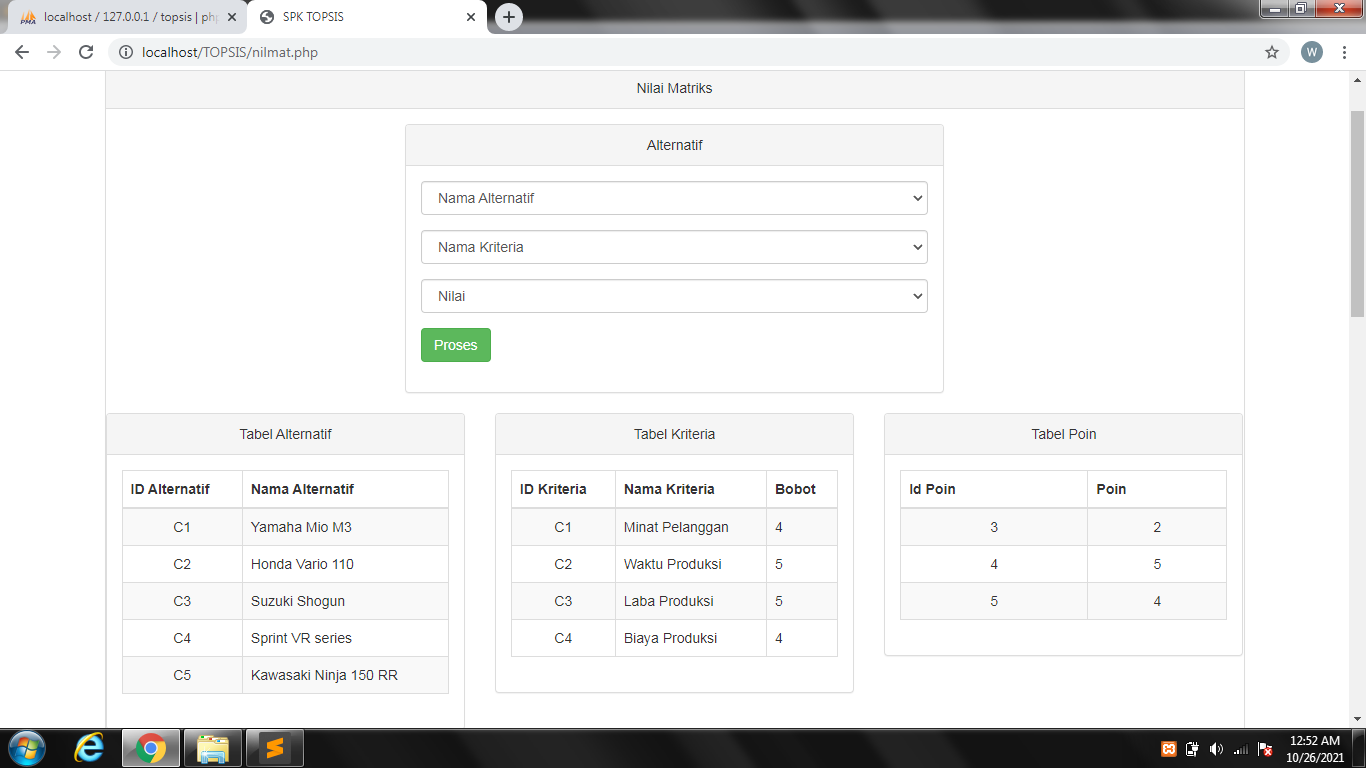 localhost / 127.0.0.1 / topsis | php
SPK TOPSIS
localhost/TOPSIS/nilmat.php
W
Nilai Matriks
Alternatif
Nama Alternatif
Nama Kriteria
Nilai
Proses
Tabel Alternatif
ID Alternatif Nama Alternatif
C1 Yamaha Mio M3
C2 Honda Vario 110
C3 Suzuki Shogun
C4 Sprint VR series
C5 Kawasaki Ninja 150 RR
Tabel Kriteria
ID Kriteria Nama Kriteria Bobot
C1 Minat Pelanggan 4
C2 Waktu Produksi 5
C3 Laba Produksi 5
C4 Biaya Produksi 4
Tabel Poin
Id Poin Poin
3 2
4 5
5 4
12:52 AM
10/26/2021